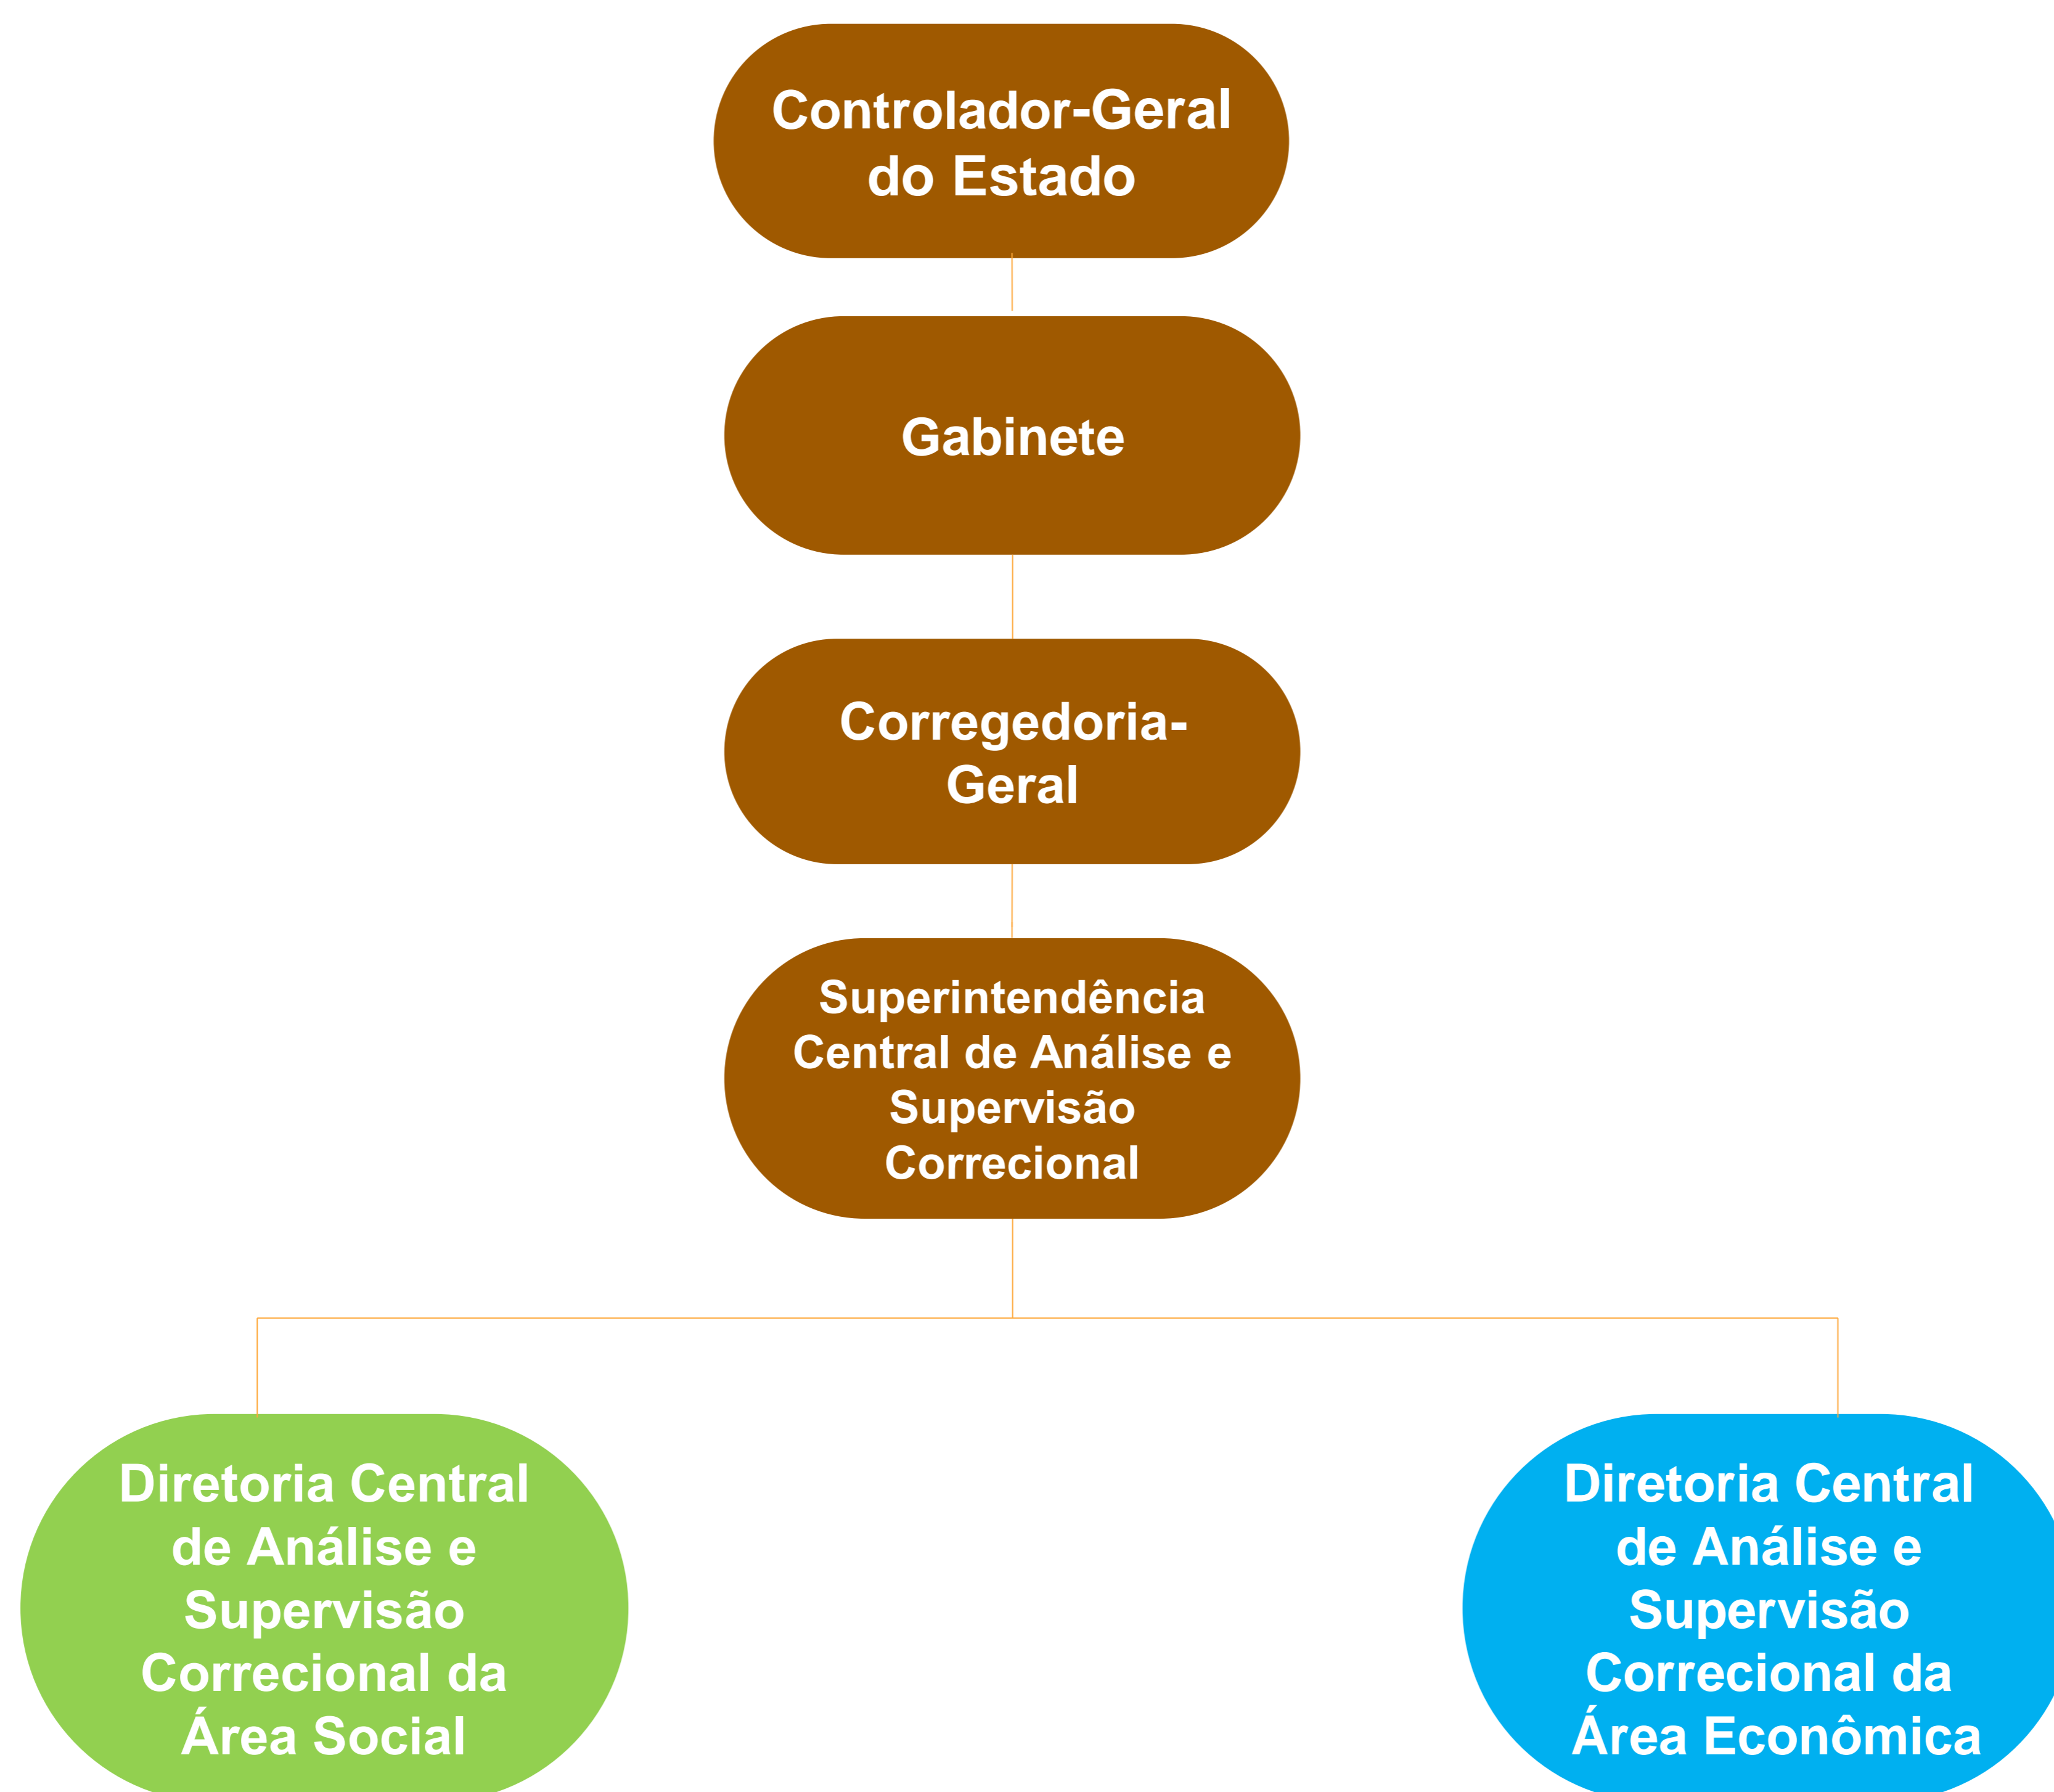 Controlador-Geral
do Estado
Gabinete
Corregedoria-
Geral
Superintendência
Central de Análise e
Supervisão
Correcional
Diretoria Central
de Análise e
Supervisão
Correcional da
Área Social
Diretoria Central
de Análise e
Supervisão
Correcional da
Área Econômica